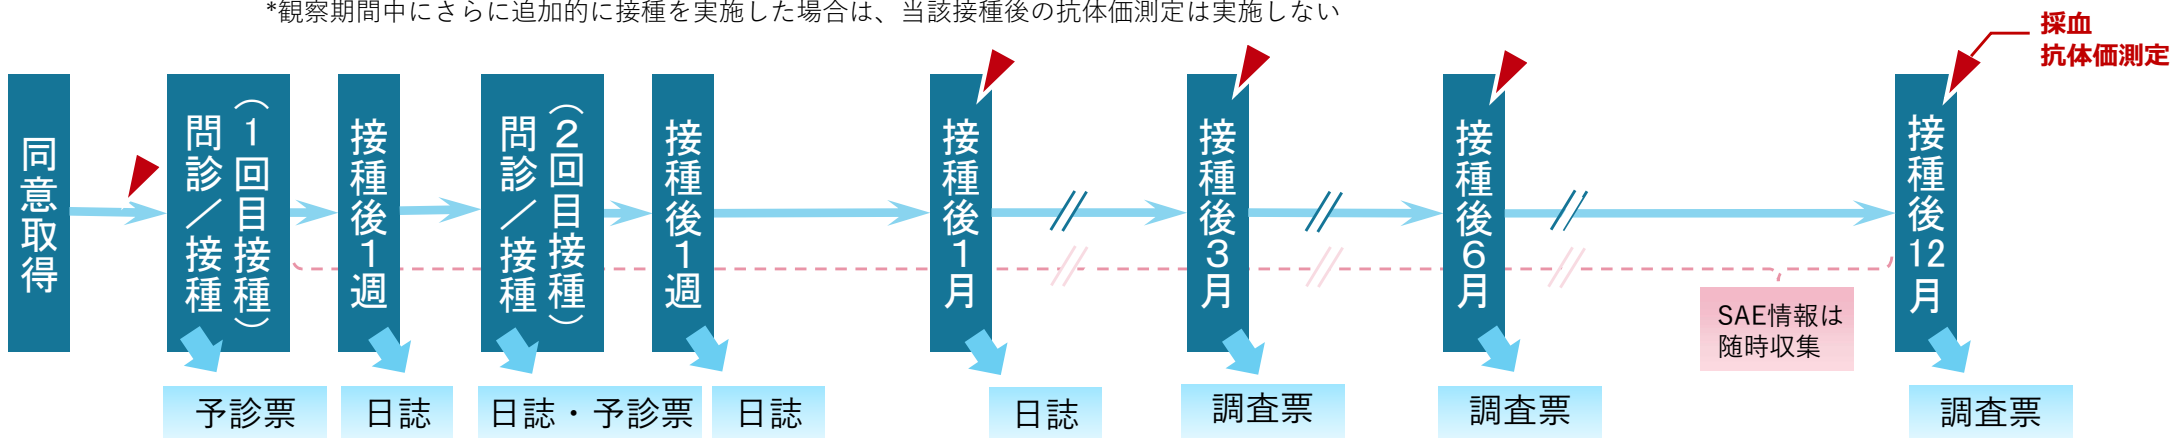 *観察期間中にさらに追加的に接種を実施した場合は、当該接種後の抗体価測定は実施しない
採血
抗体価測定
同意取得
（1回目接種）
問診／接種
接種後1週
（2回目接種）
問診／接種
接種後1週
接種後1月
接種後3月
接種後6月
接種後12月
SAE情報は
随時収集
予診票
日誌
日誌・予診票
日誌
日誌
調査票
調査票
調査票